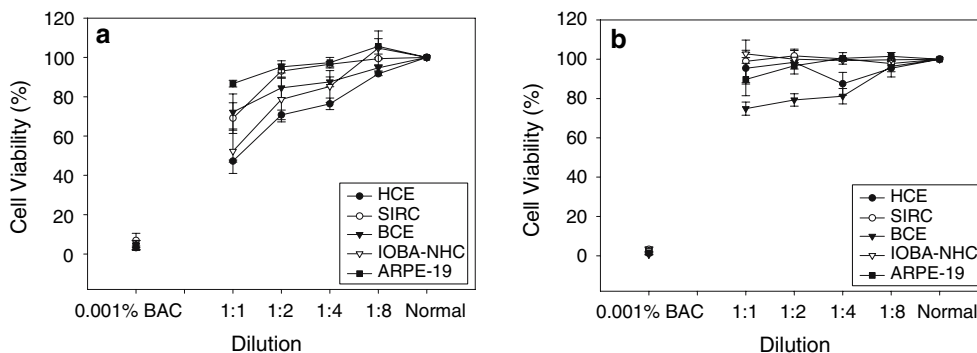 a
Cell Viability (%)
120
100
80
60
40
20
0
HCE
SIRC
BCE
IOBA-NHC
ARPE-19
0.001% BAC 1:1 1:2 1:4 1:8 Normal
Dilution
b
Cell Viability (%)
120
100
80
60
40
20
0
HCE
SIRC
BCE
IOBA-NHC
ARPE-19
0.001% BAC 1:1 1:2 1:4 1:8 Normal
Dilution